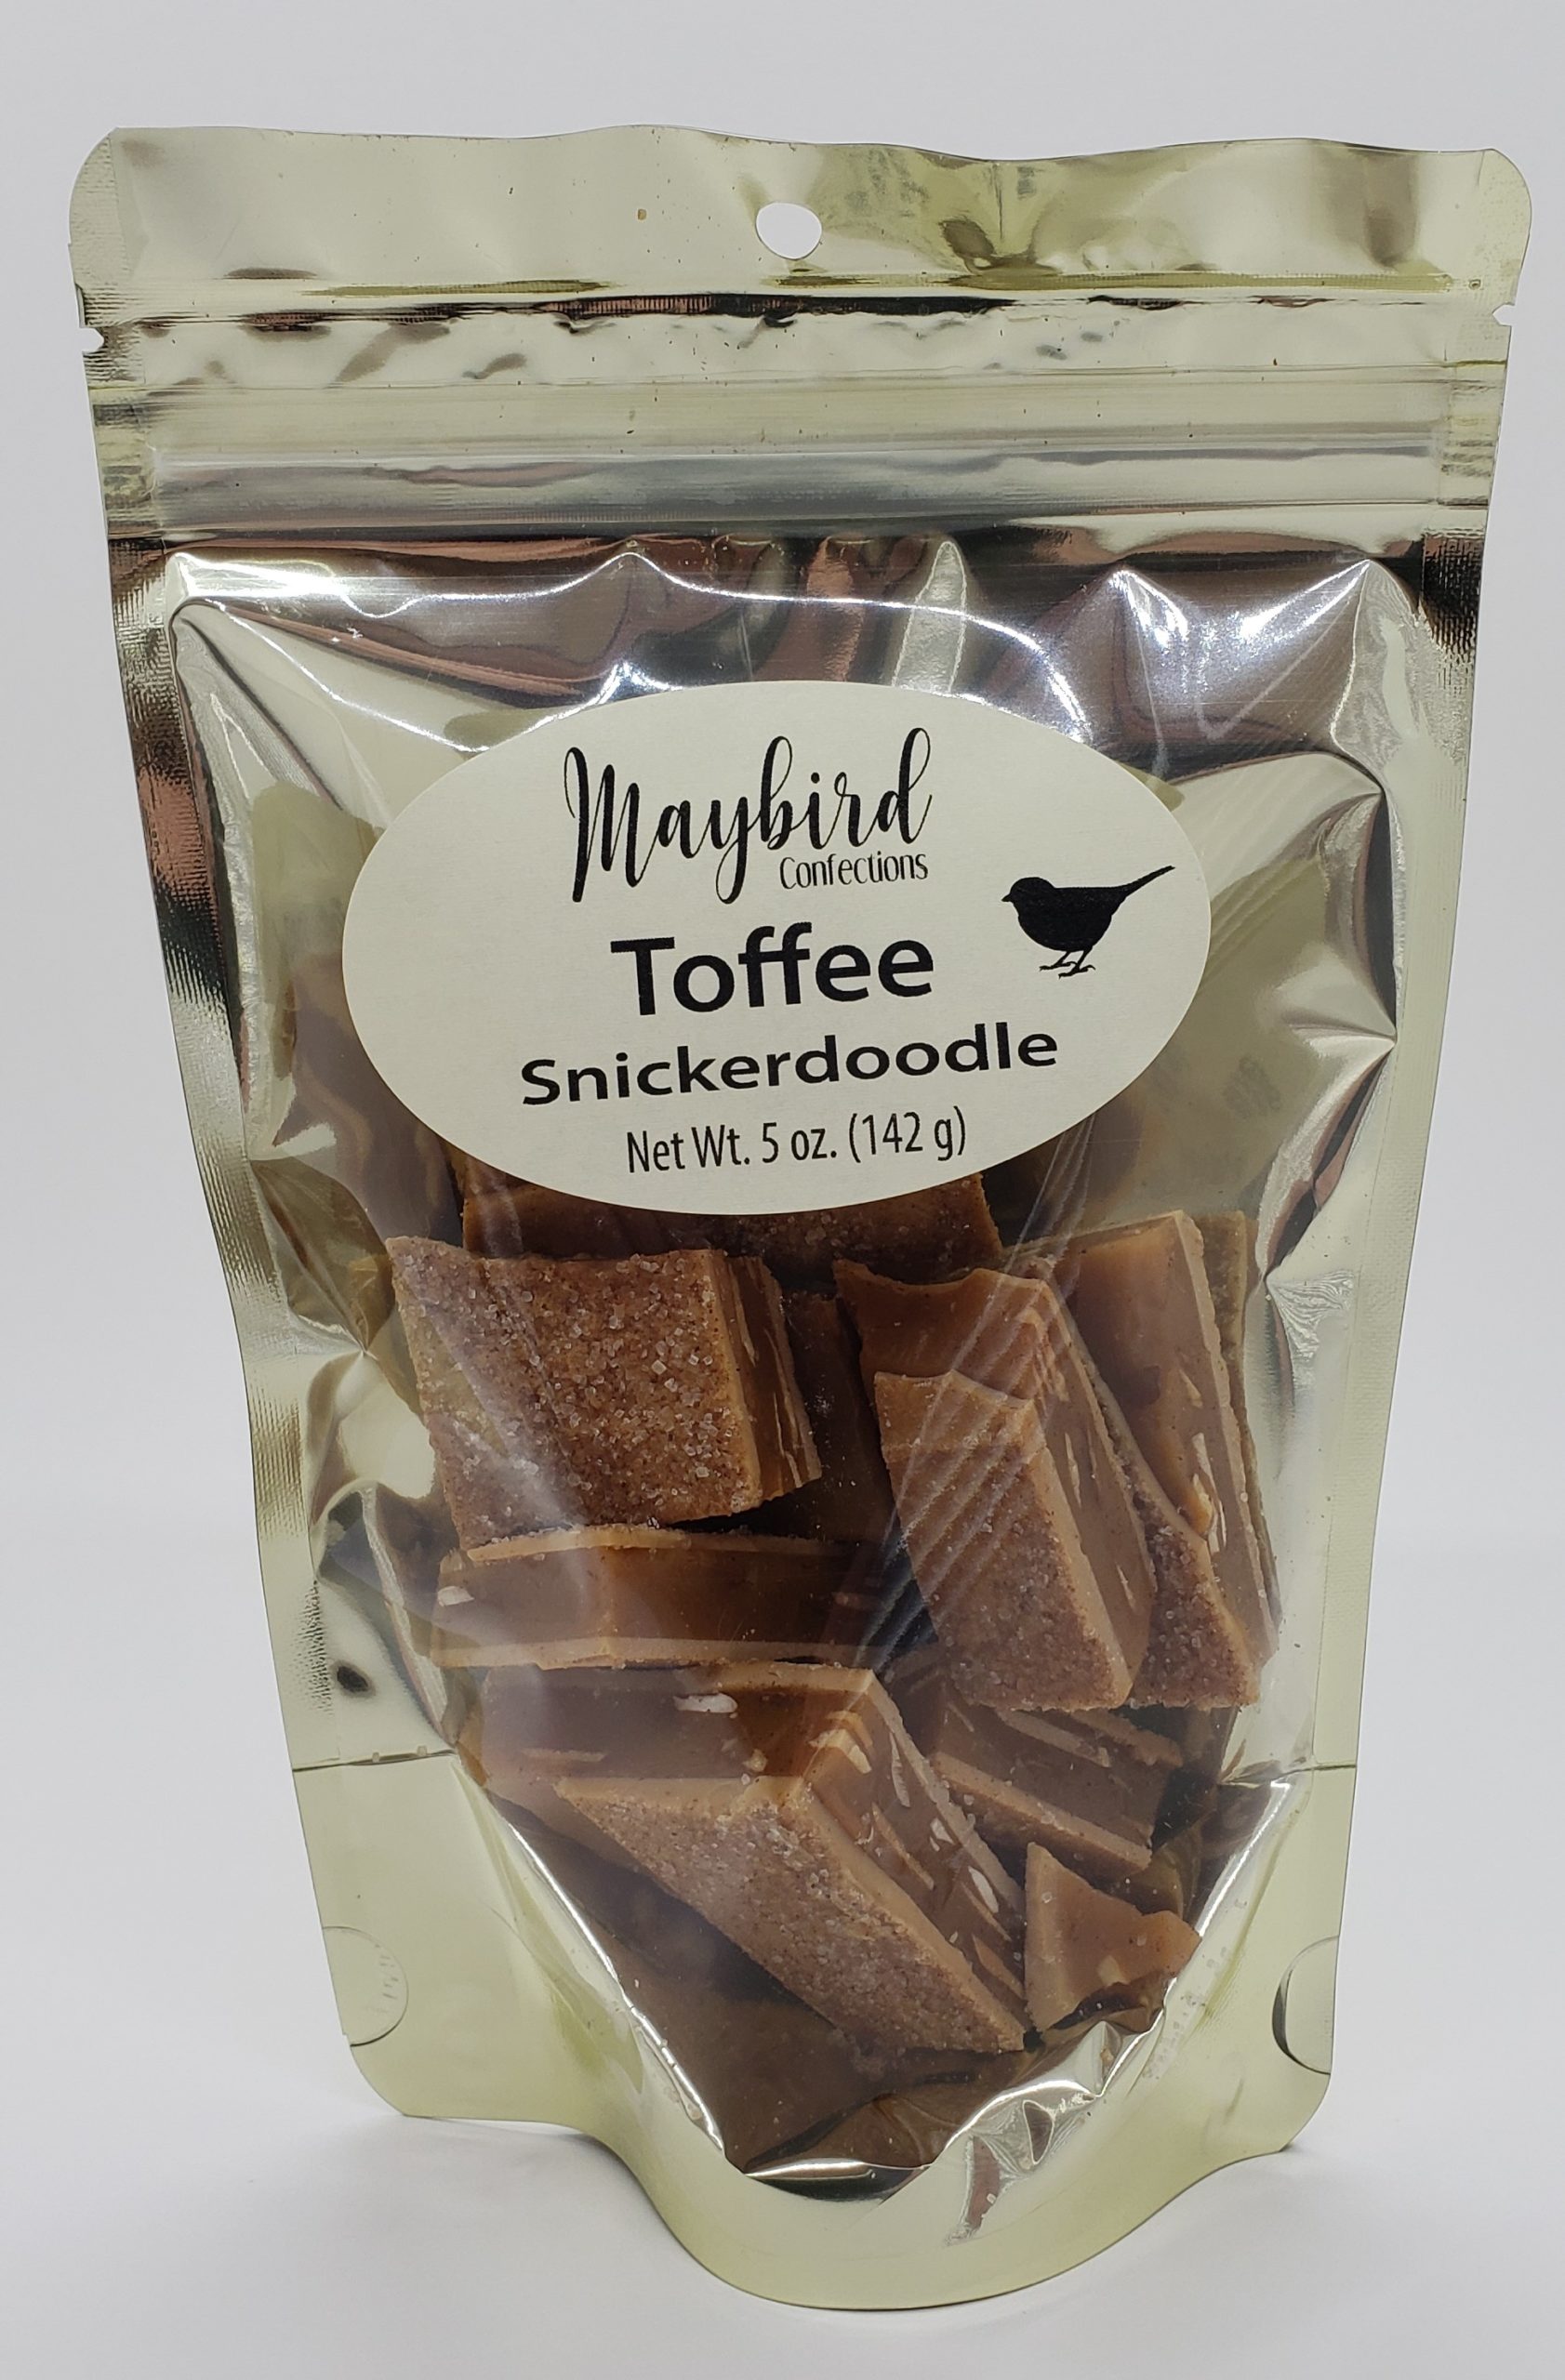 Maybird
Confections
Toffee
Snickerdoodle
Net Wt. 5 oz. (142 g)